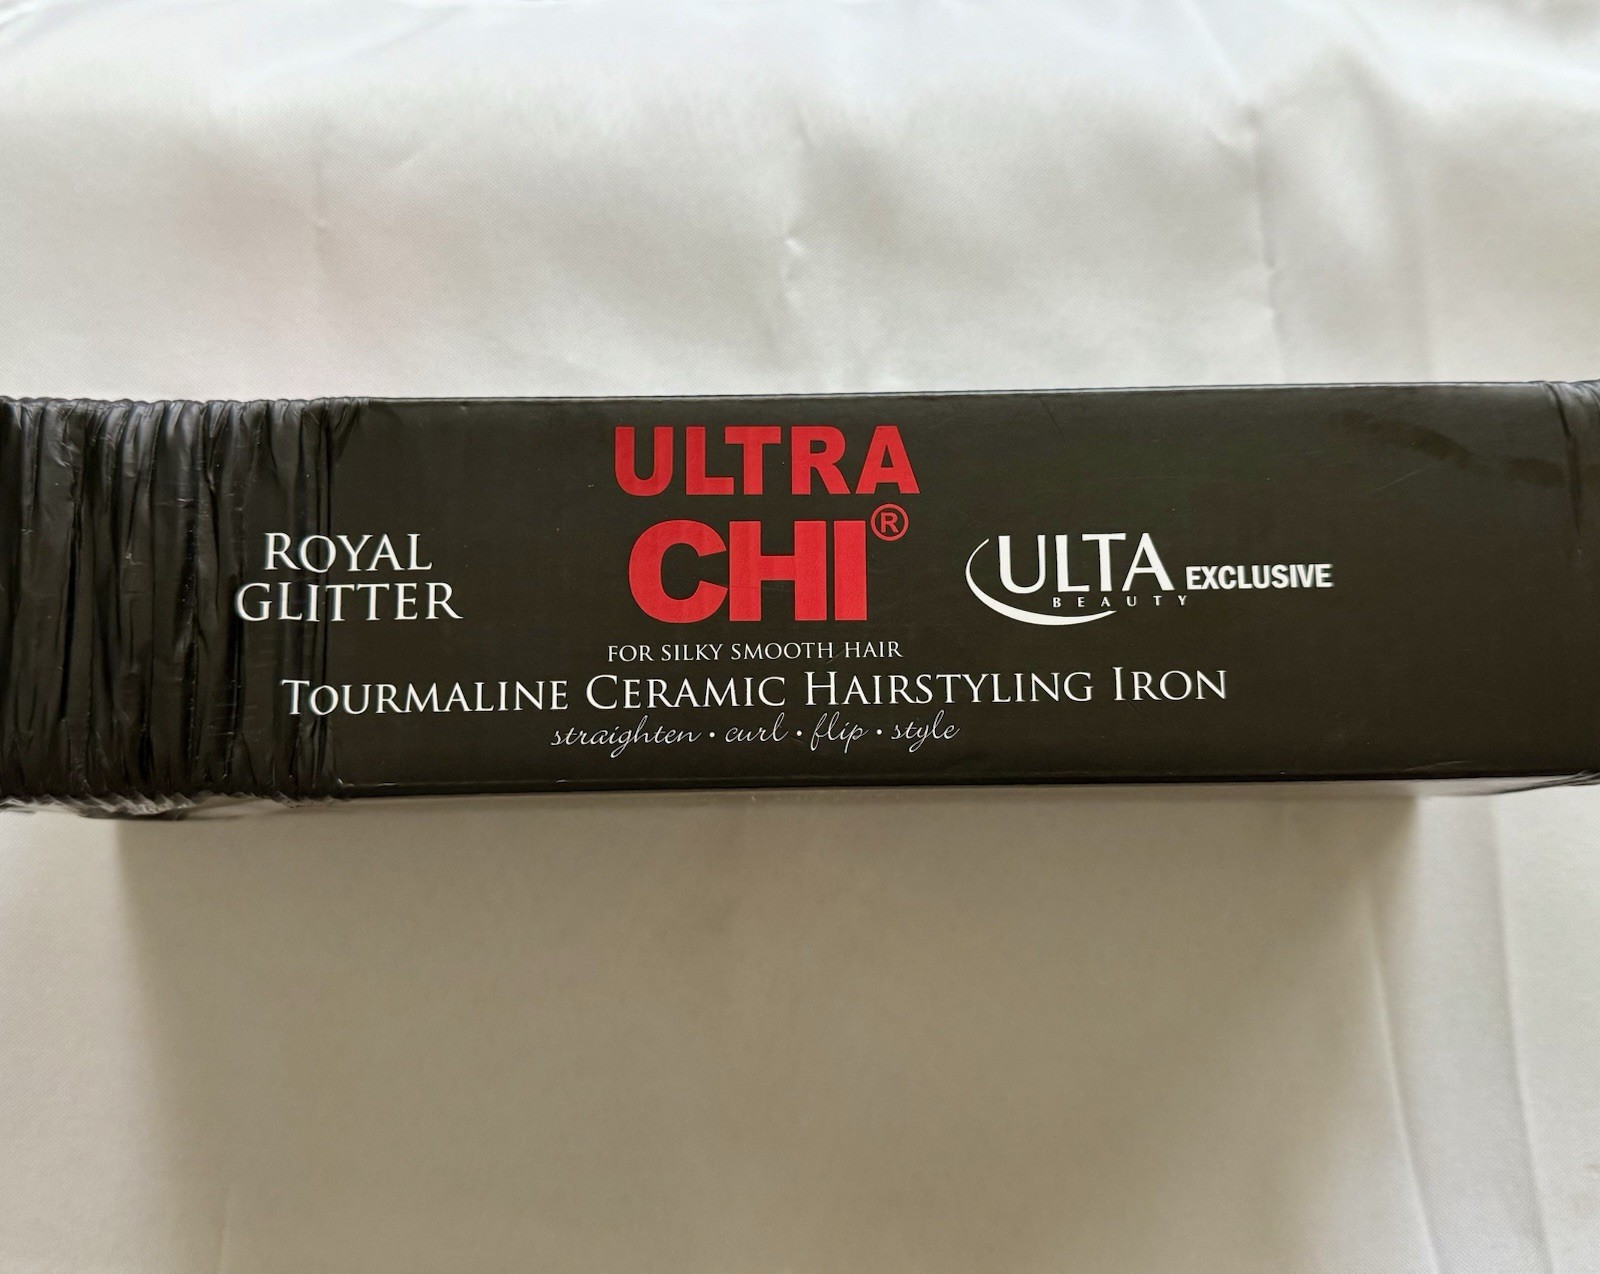 ROYAL
GLITTER
ULTRA
CHI®
ULTA EXCLUSIVE
BEAUTY
FOR SILKY SMOOTH HAIR
TOURMALINE CERAMIC HAIRSTYLING IRON
straighten • curl • flip • style